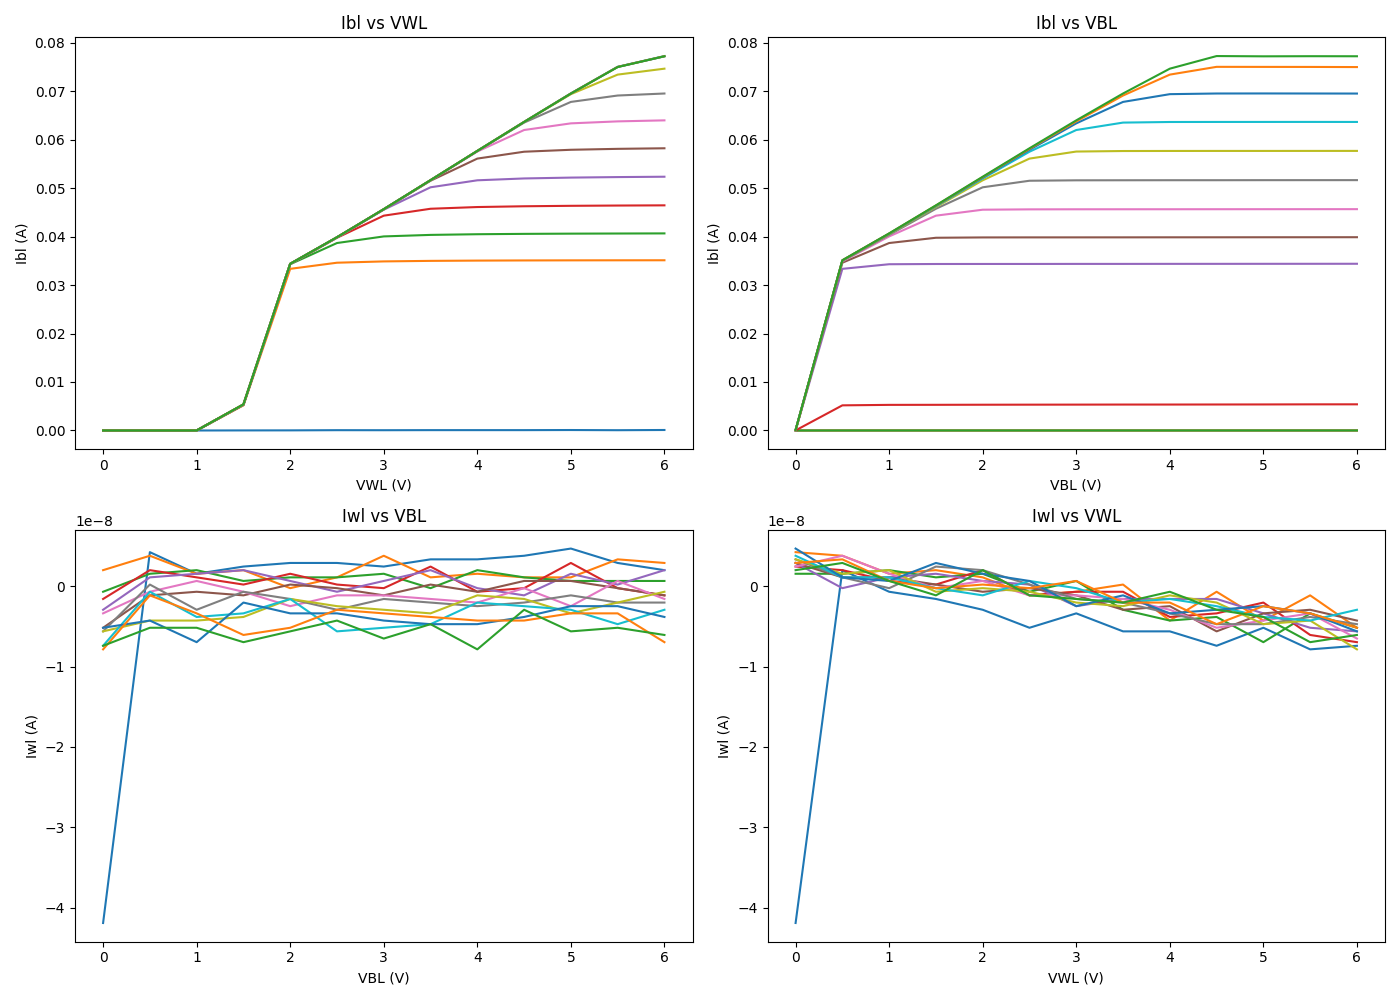 Ibl vs VWL
Ibl (A)
0.08
0.07
0.06
0.05
0.04
0.03
0.02
0.01
0.00
0 1 2 3 4 5 6
VWL (V)
Ibl vs VBL
Ibl (A)
0.08
0.07
0.06
0.05
0.04
0.03
0.02
0.01
0.00
0 1 2 3 4 5 6
VBL (V)
Iwl vs VBL
1e−8
Iwl (A)
0
−1
−2
−3
−4
0 1 2 3 4 5 6
VBL (V)
Iwl vs VWL
1e−8
Iwl (A)
0
−1
−2
−3
−4
0 1 2 3 4 5 6
VWL (V)